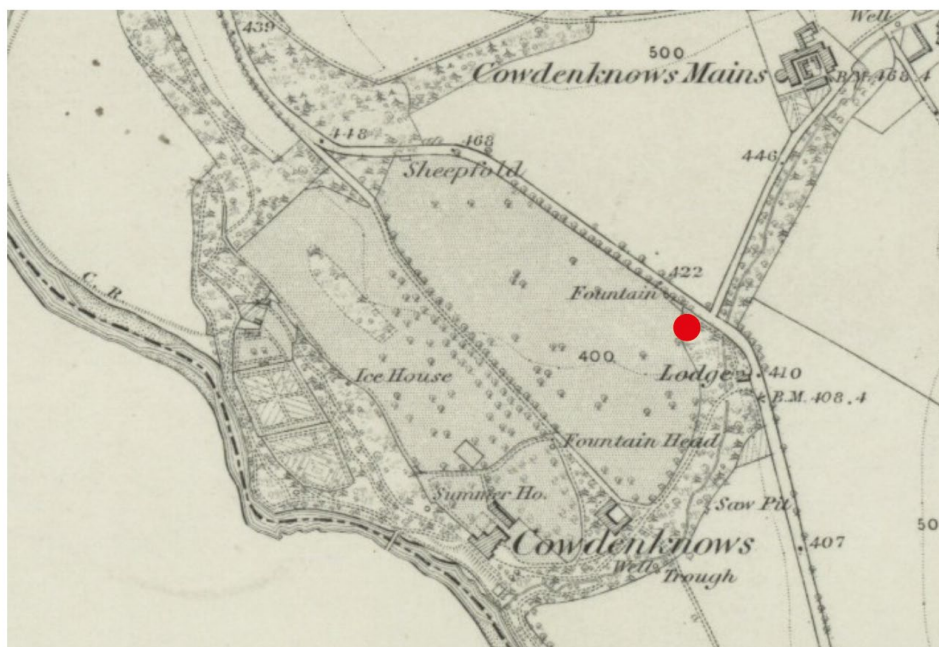 Well
439
500
Cowdenknows Mains
B.M. 468.4
448
468
446
Sheepfold
422
C. R.
Fountain
400
Lodge
410
Ice House
B.M. 408.4
Fountain Head
Summer Ho.
Saw Pit
50
Cowdenknows
407
Well
Trough